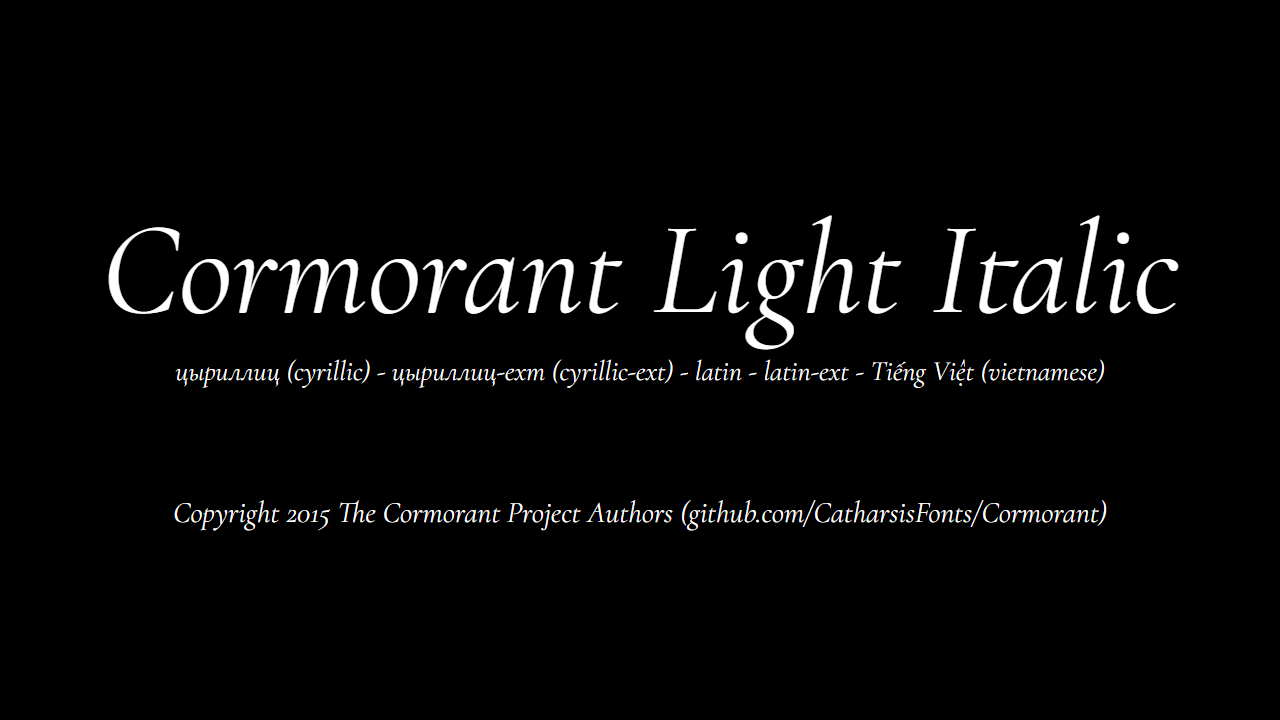 Cormorant Light Italic
цыриллиц (cyrillic) - цыриллиц-ехт (cyrillic-ext) - latin - latin-ext - Tiếng Việt (vietnamese)
Copyright 2015 The Cormorant Project Authors (github.com/CatharsisFonts/Cormorant)